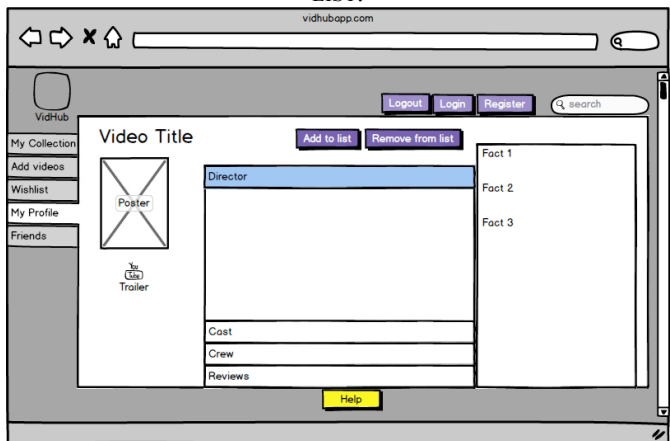 LIST.
vidhubapp.com
VidHub
Logout Login Register search
My Collection
Add videos
Wishlist
My Profile
Friends
Video Title
Add to list Remove from list
Poster
You
Tube
Trailer
Director
Cast
Crew
Reviews
Fact 1
Fact 2
Fact 3
Help